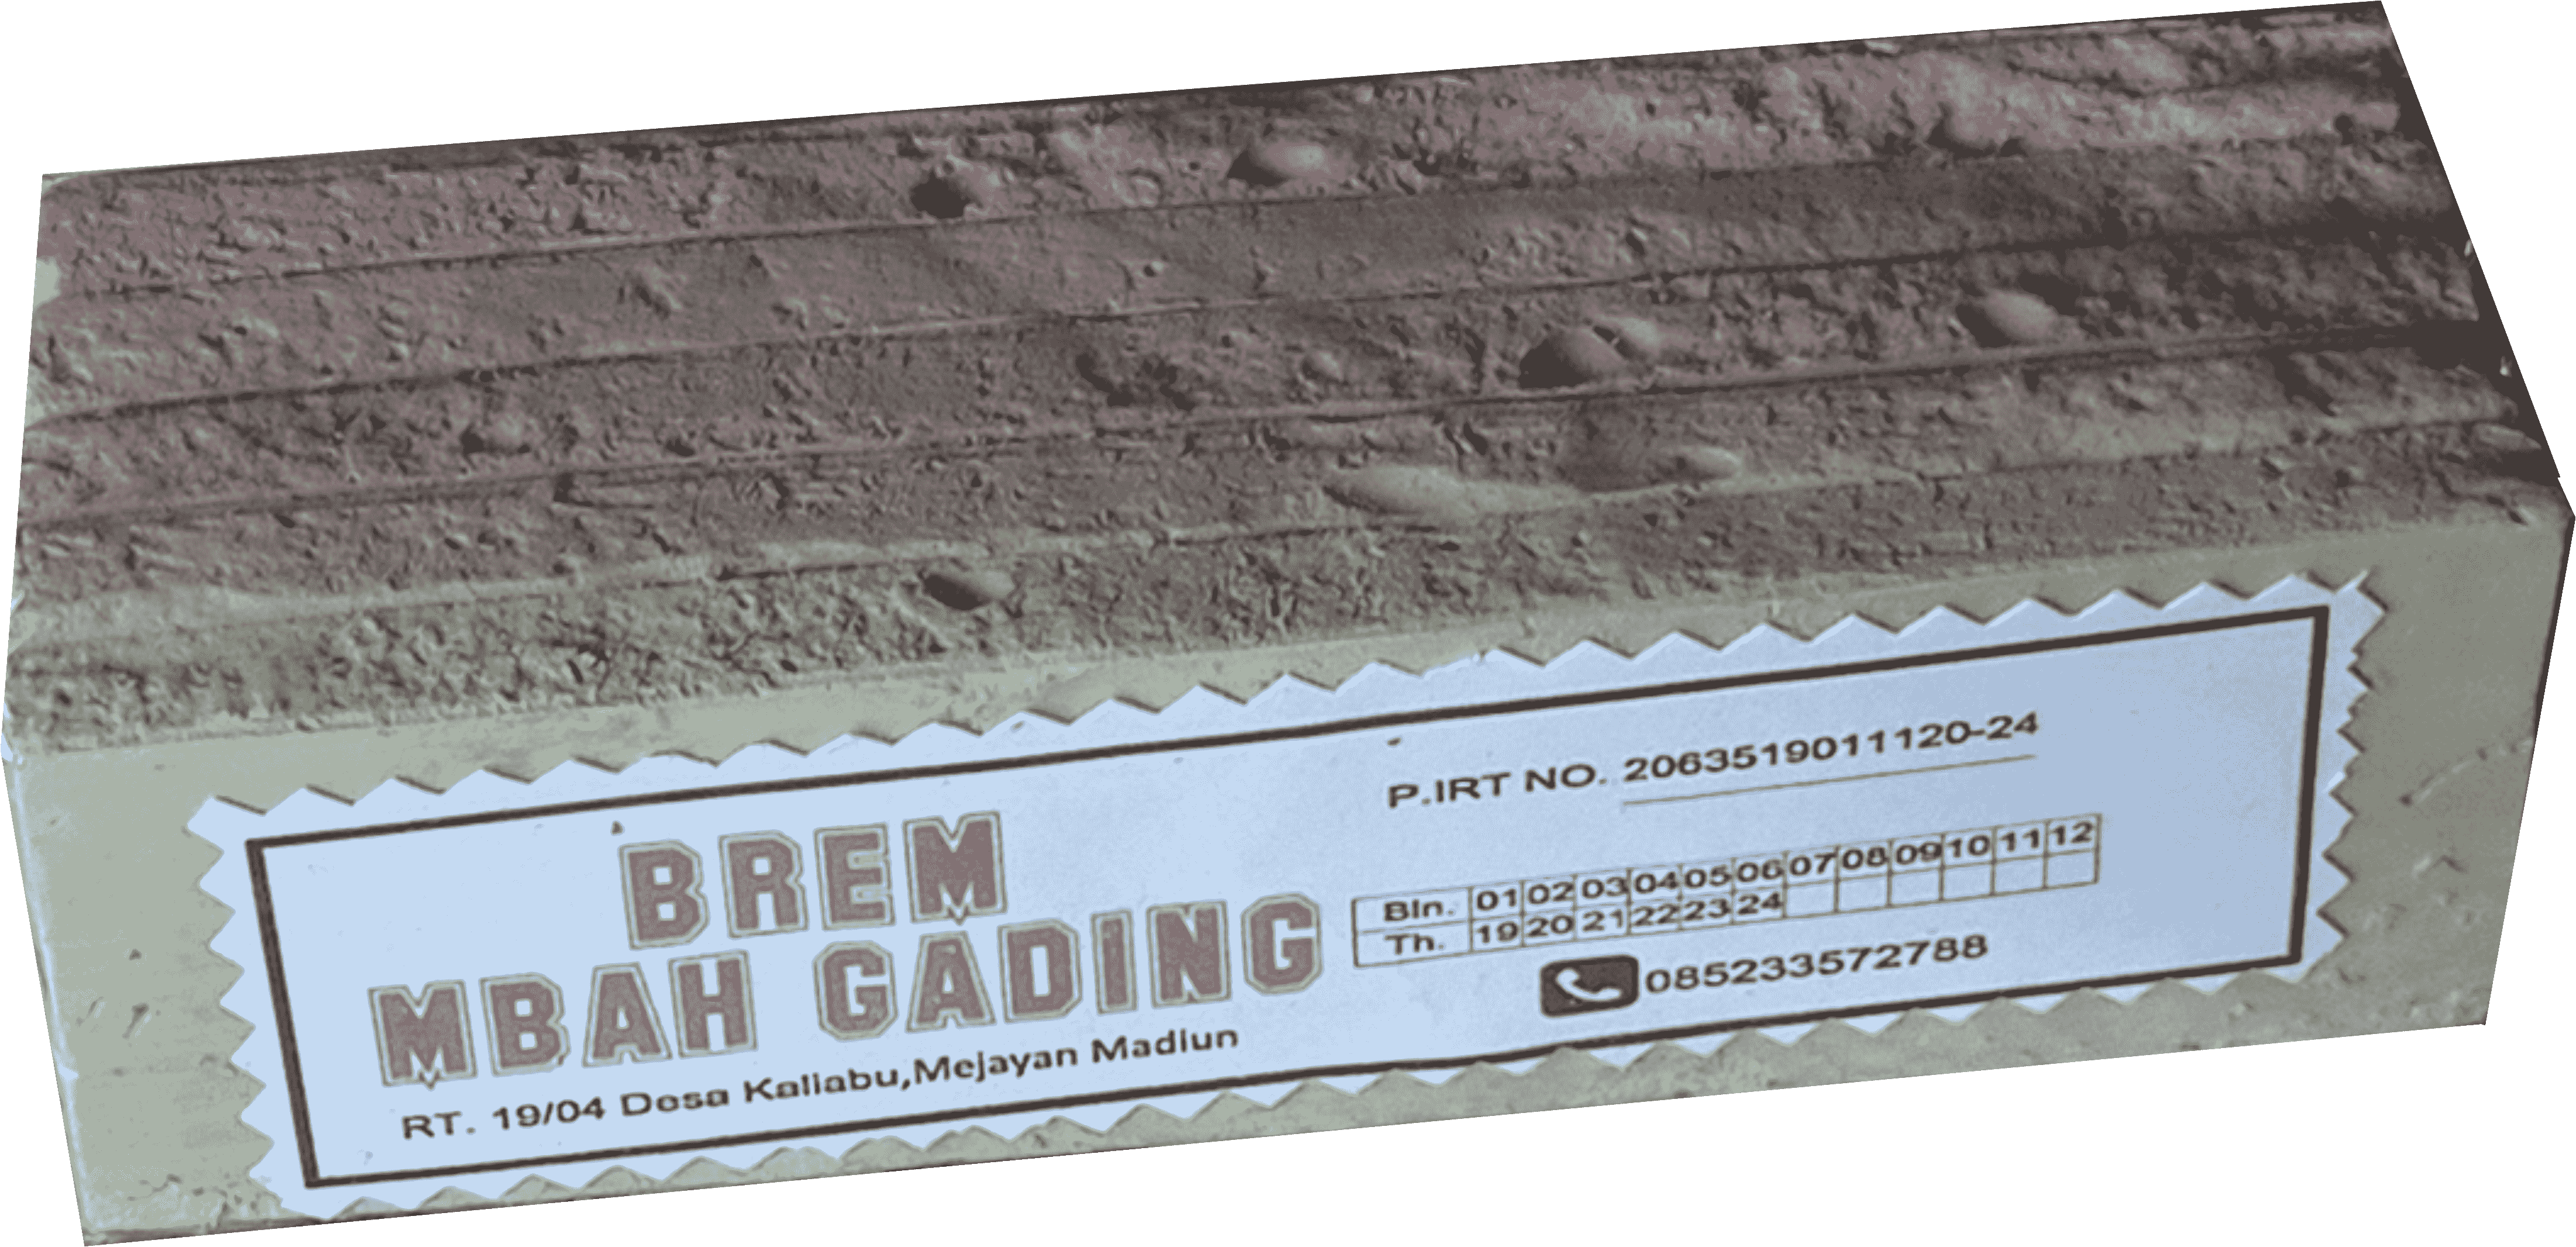 BREM
MBAH GADING
RT. 19/04 Desa Kaliabu,Mejayan Madiun
P.IRT NO. 2063519011120-24
Bln. 01 02 03 04 05 06 07 08 09 10 11 12
Th. 19 20 21 22 23 24
085233572788